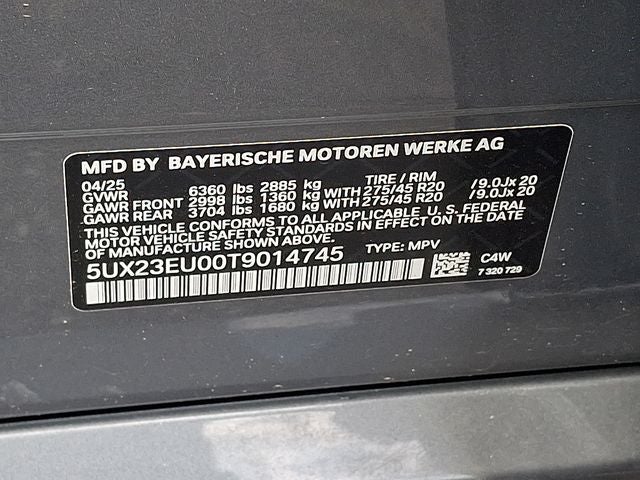 MFD BY BAYERISCHE MOTOREN WERKE AG
04/25 TIRE / RIM
GVWR 6360 lbs 2885 kg
GAWR FRONT 2998 lbs 1360 kg WITH 275/45 R20 /9.0Jx 20
GAWR REAR 3704 lbs 1680 kg WITH 275/45 R20 /9.0Jx 20
THIS VEHICLE CONFORMS TO ALL APPLICABLE U.S. FEDERAL
MOTOR VEHICLE SAFETY STANDARDS IN EFFECT ON THE DATE
OF MANUFACTURE SHOWN ABOVE.
5UX23EU00T9014745 TYPE: MPV C4W
7 320 729